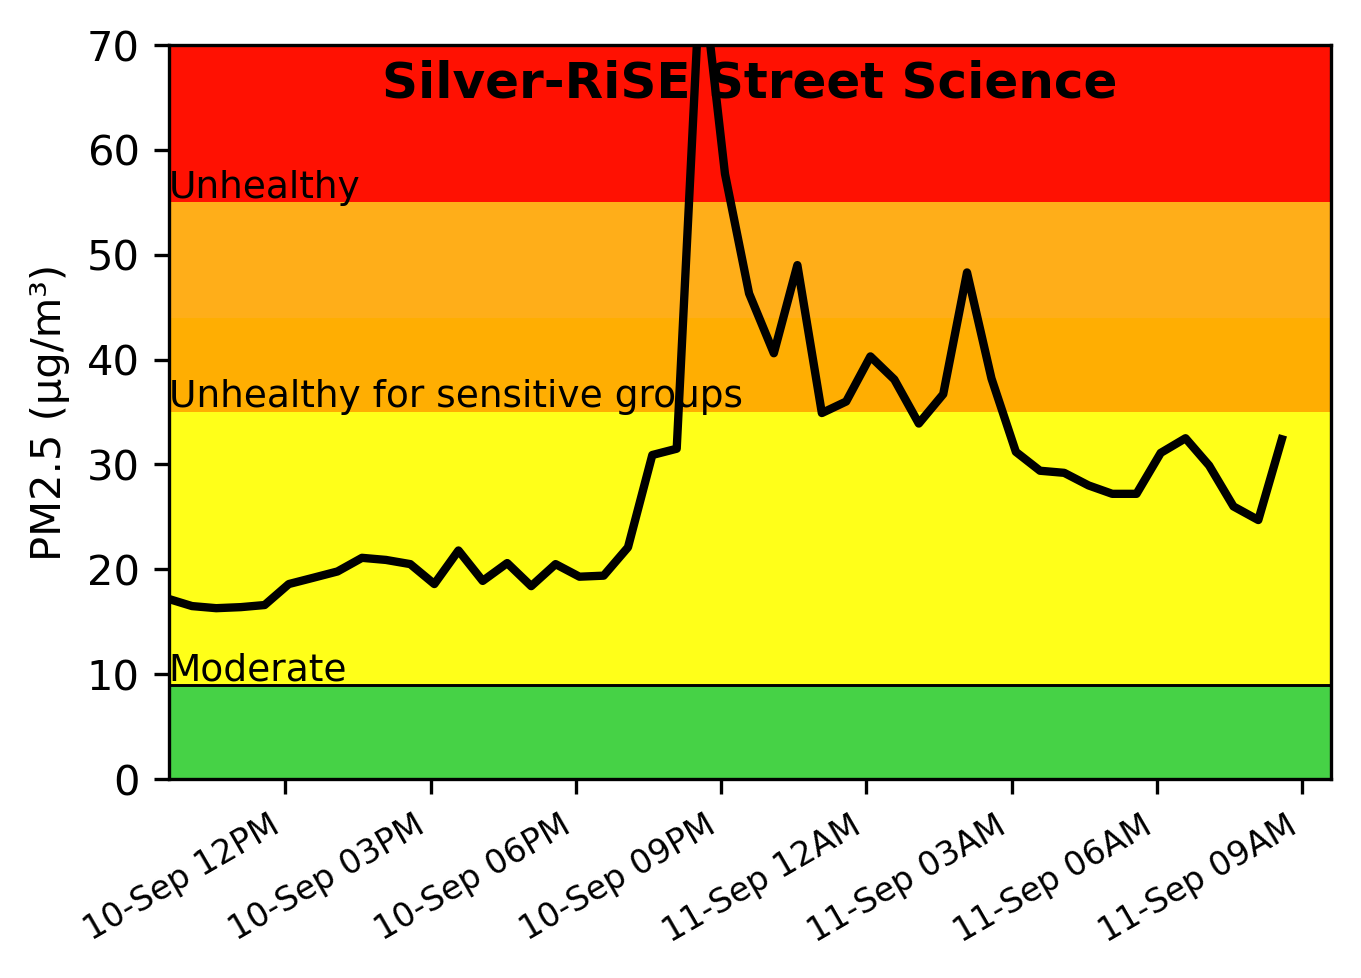 Silver-RiSE Street Science
70
60
50
40
30
20
10
0
PM2.5 (µg/m³)
Unhealthy
Unhealthy for sensitive groups
Moderate
10-Sep 12PM
10-Sep 03PM
10-Sep 06PM
10-Sep 09PM
11-Sep 12AM
11-Sep 03AM
11-Sep 06AM
11-Sep 09AM